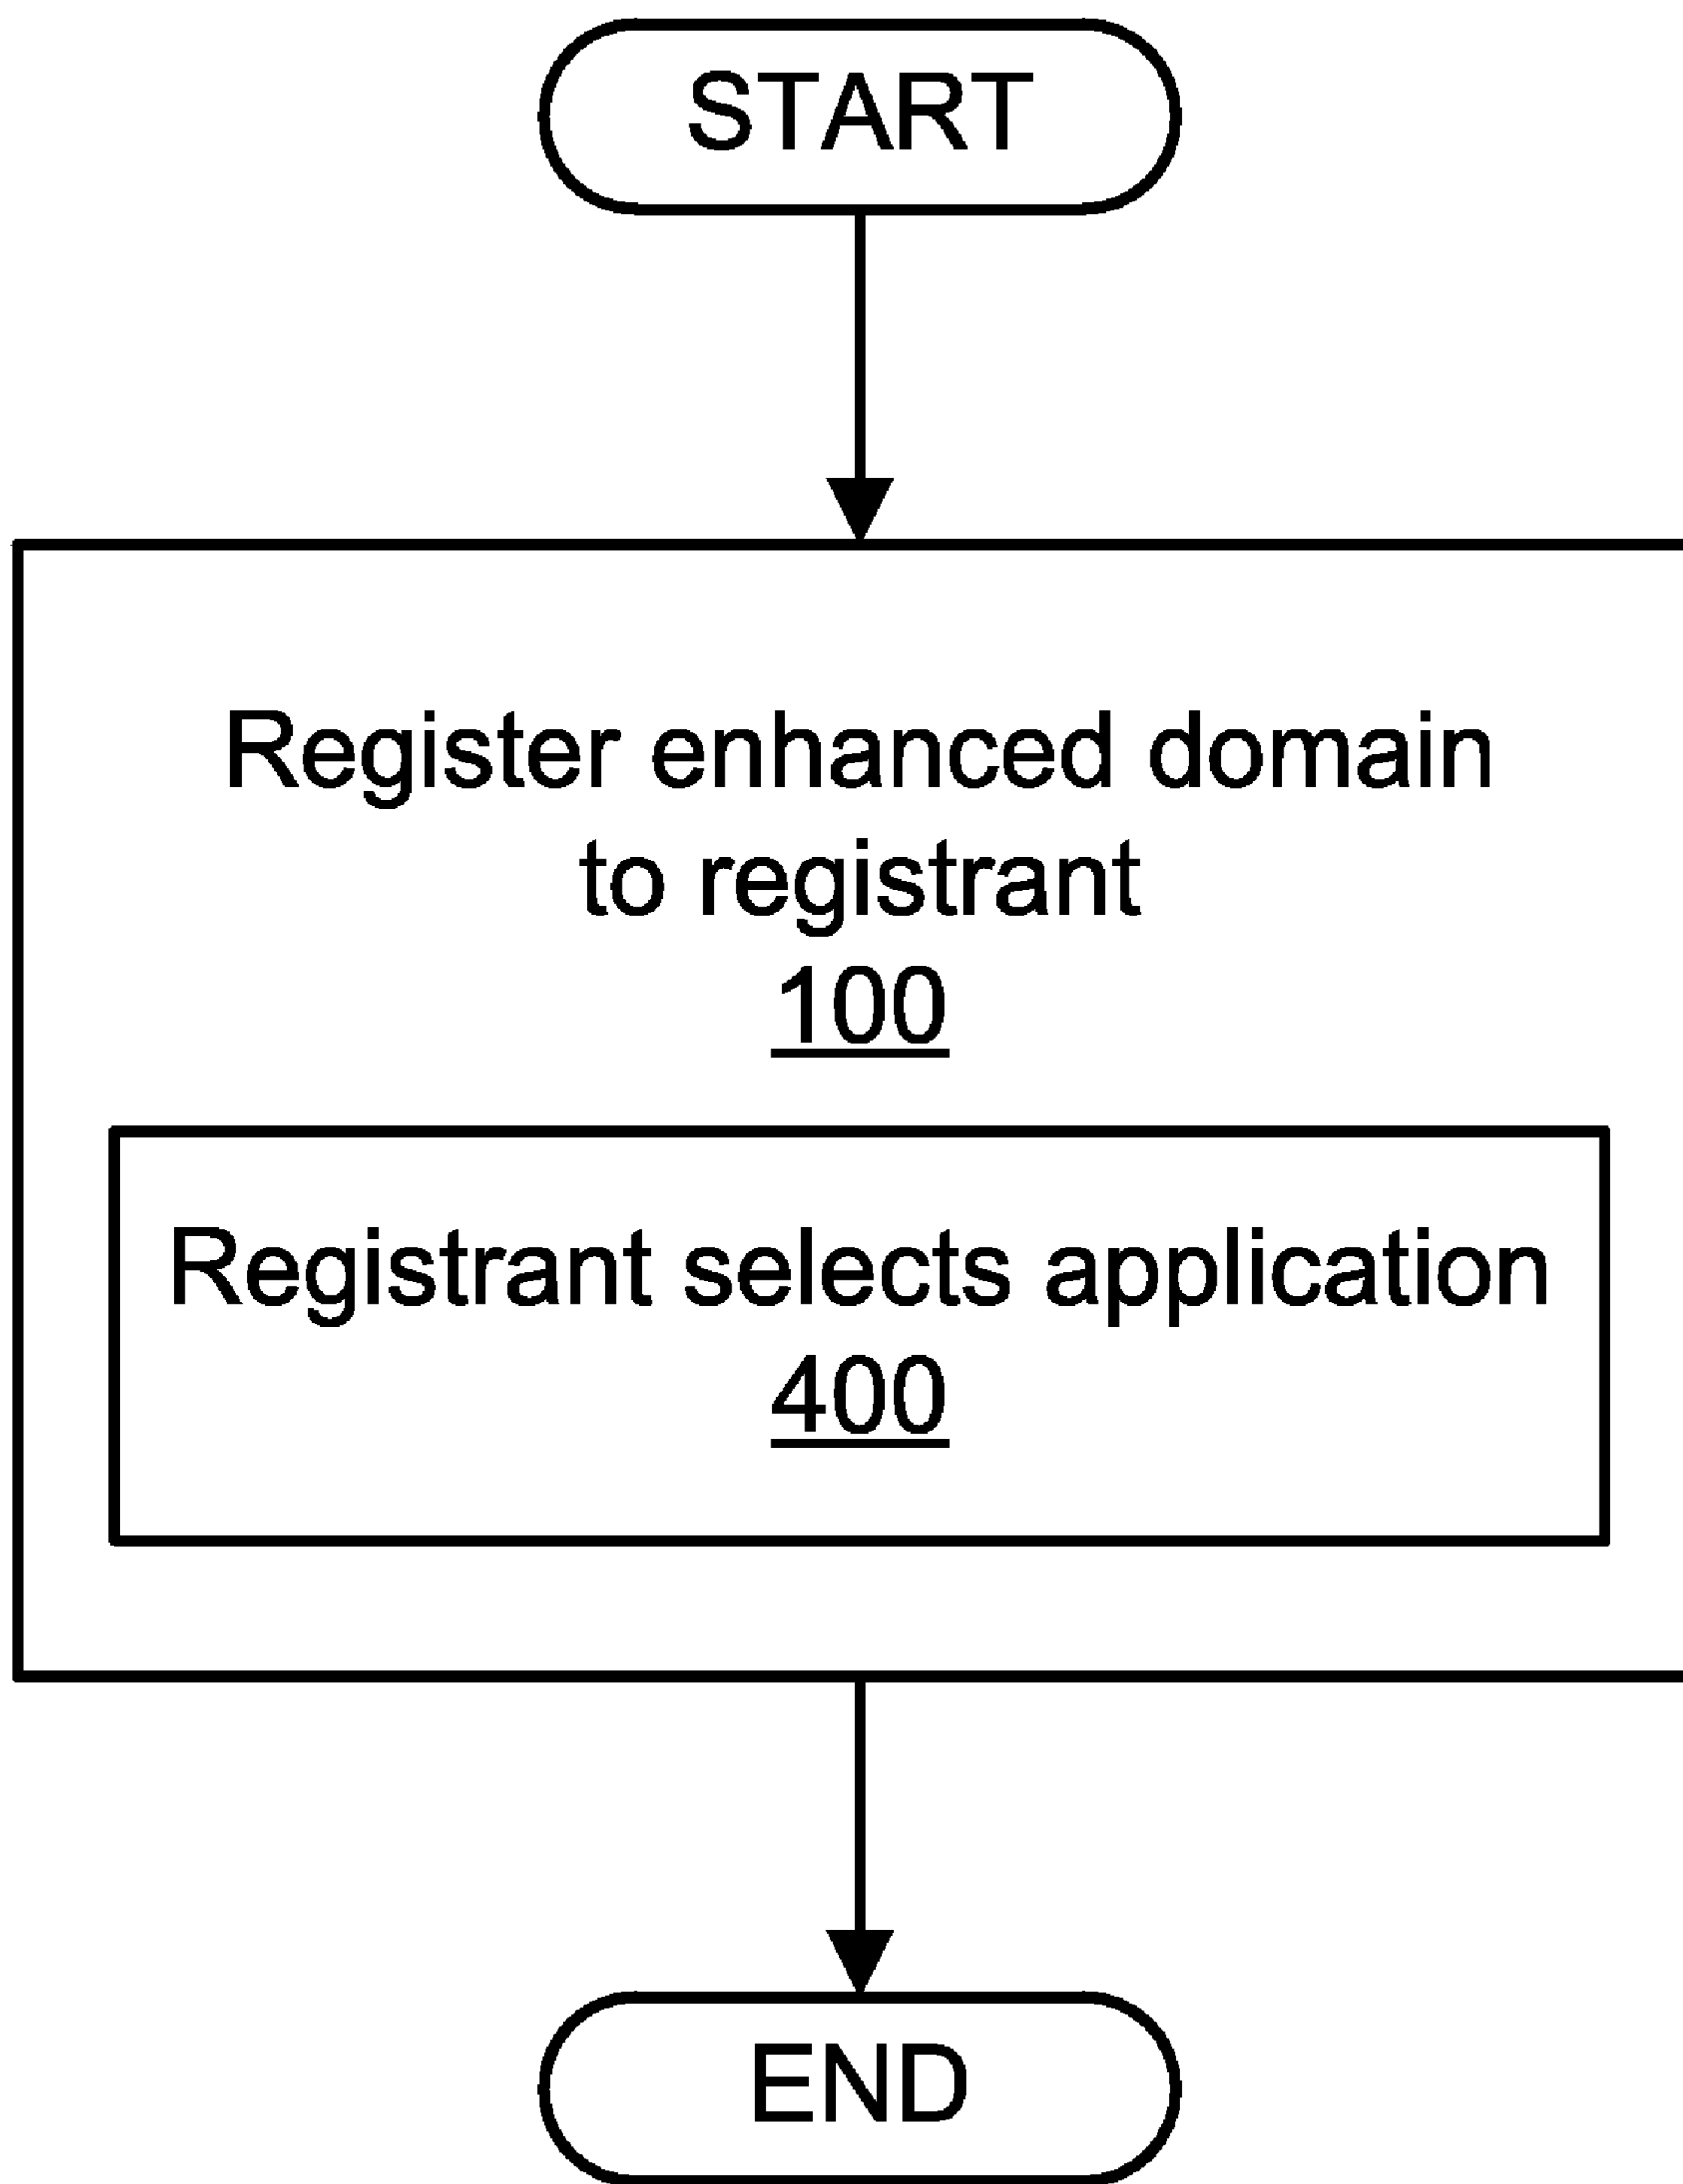 START
Register enhanced domain
to registrant
100
Registrant selects application
400
END